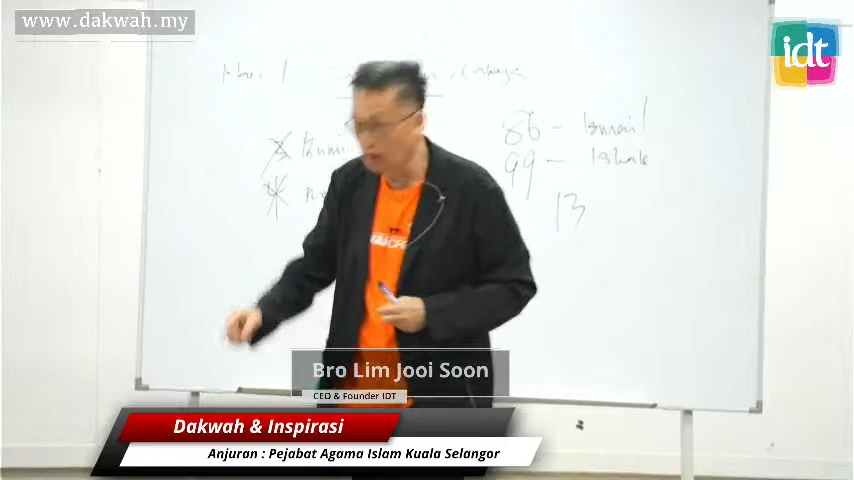 www.dakwah.my
idt
86 - Ismail
99 - Ishak
13
Bro Lim Jooi Soon
CEO & Founder IDT
Dakwah & Inspirasi
Anjuran : Pejabat Agama Islam Kuala Selangor